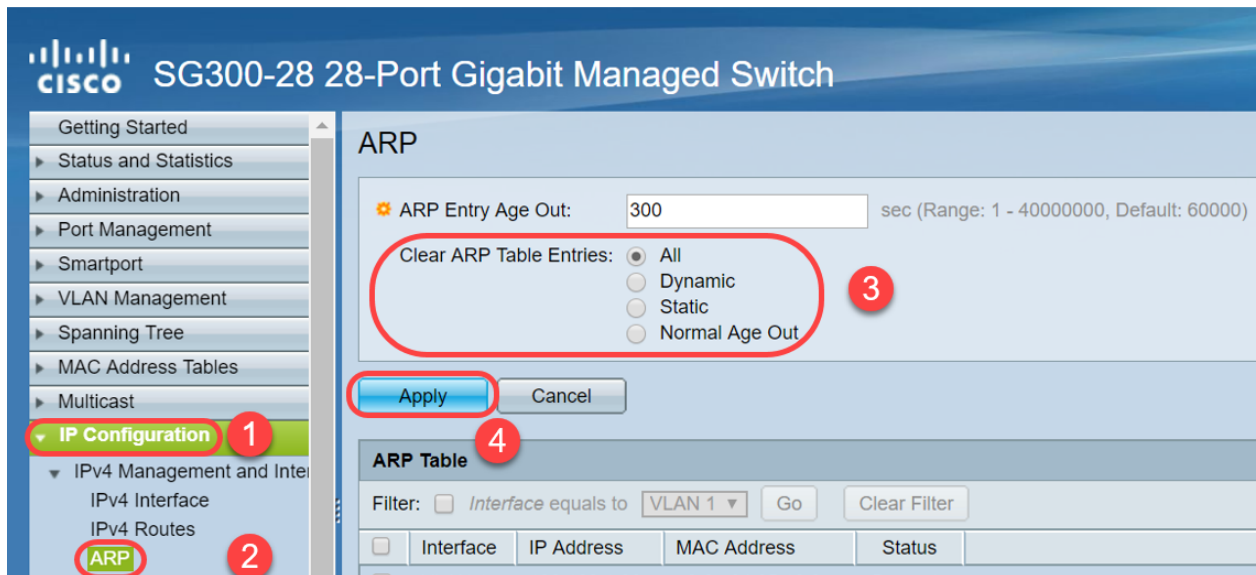 CISCO SG300-28 28-Port Gigabit Managed Switch
Getting Started
Status and Statistics
Administration
Port Management
Smartport
VLAN Management
Spanning Tree
MAC Address Tables
Multicast
IP Configuration 1
IPv4 Management and Inter
IPv4 Interface
IPv4 Routes
ARP 2
ARP
ARP Entry Age Out: 300 sec (Range: 1 - 40000000, Default: 60000)
Clear ARP Table Entries: All
Dynamic
Static
Normal Age Out
3
Apply Cancel
4
ARP Table
Filter: Interface equals to VLAN 1 Go Clear Filter
Interface IP Address MAC Address Status